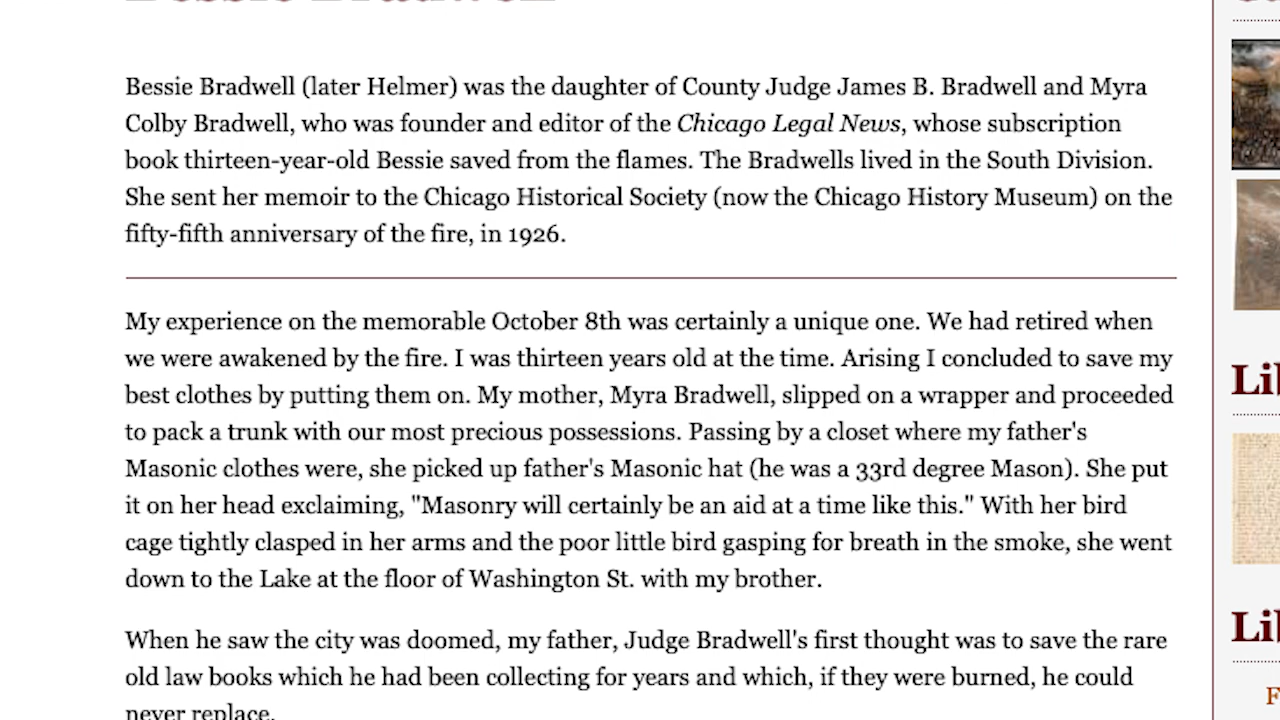 Bessie Bradwell (later Helmer) was the daughter of County Judge James B. Bradwell and Myra
Colby Bradwell, who was founder and editor of the Chicago Legal News, whose subscription
book thirteen-year-old Bessie saved from the flames. The Bradwells lived in the South Division.
She sent her memoir to the Chicago Historical Society (now the Chicago History Museum) on the
fifty-fifth anniversary of the fire, in 1926.
My experience on the memorable October 8th was certainly a unique one. We had retired when
we were awakened by the fire. I was thirteen years old at the time. Arising I concluded to save my
best clothes by putting them on. My mother, Myra Bradwell, slipped on a wrapper and proceeded
to pack a trunk with our most precious possessions. Passing by a closet where my father's
Masonic clothes were, she picked up father's Masonic hat (he was a 33rd degree Mason). She put
it on her head exclaiming, "Masonry will certainly be an aid at a time like this." With her bird
cage tightly clasped in her arms and the poor little bird gasping for breath in the smoke, she went
down to the Lake at the floor of Washington St. with my brother.
When he saw the city was doomed, my father, Judge Bradwell's first thought was to save the rare
old law books which he had been collecting for years and which, if they were burned, he could
never replace.
Li
Li
F